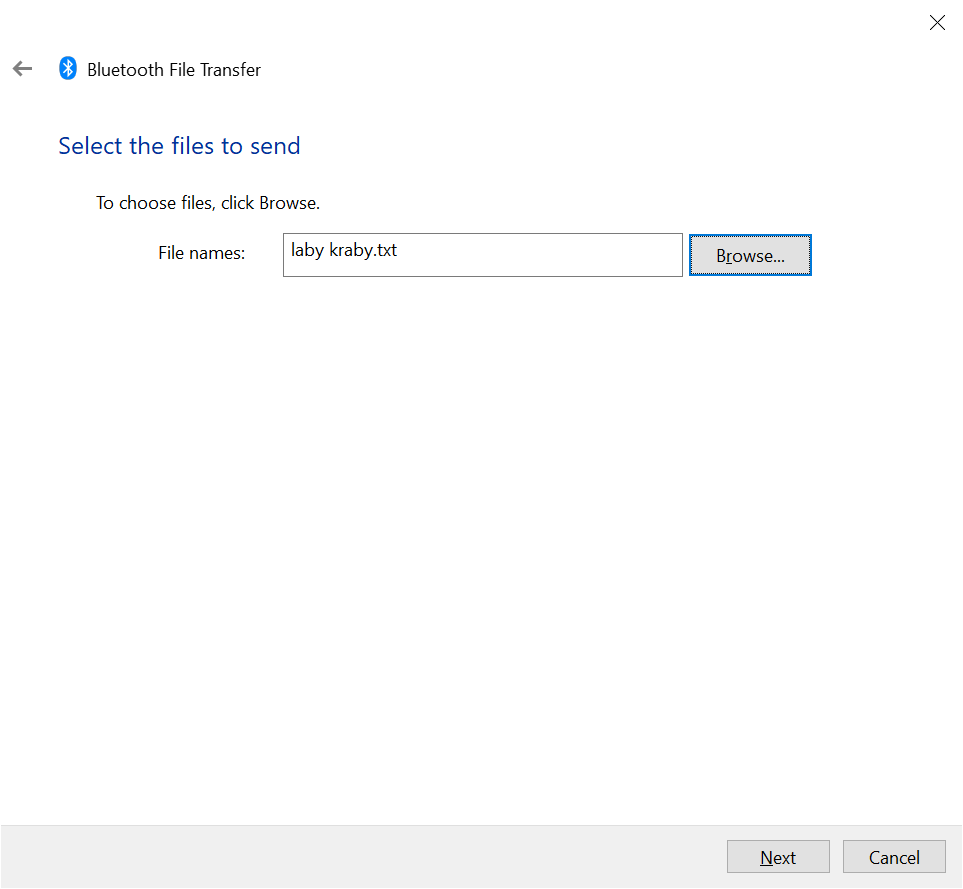 Bluetooth File Transfer
Select the files to send
To choose files, click Browse.
File names: laby kraby.txt Browse...
Next Cancel